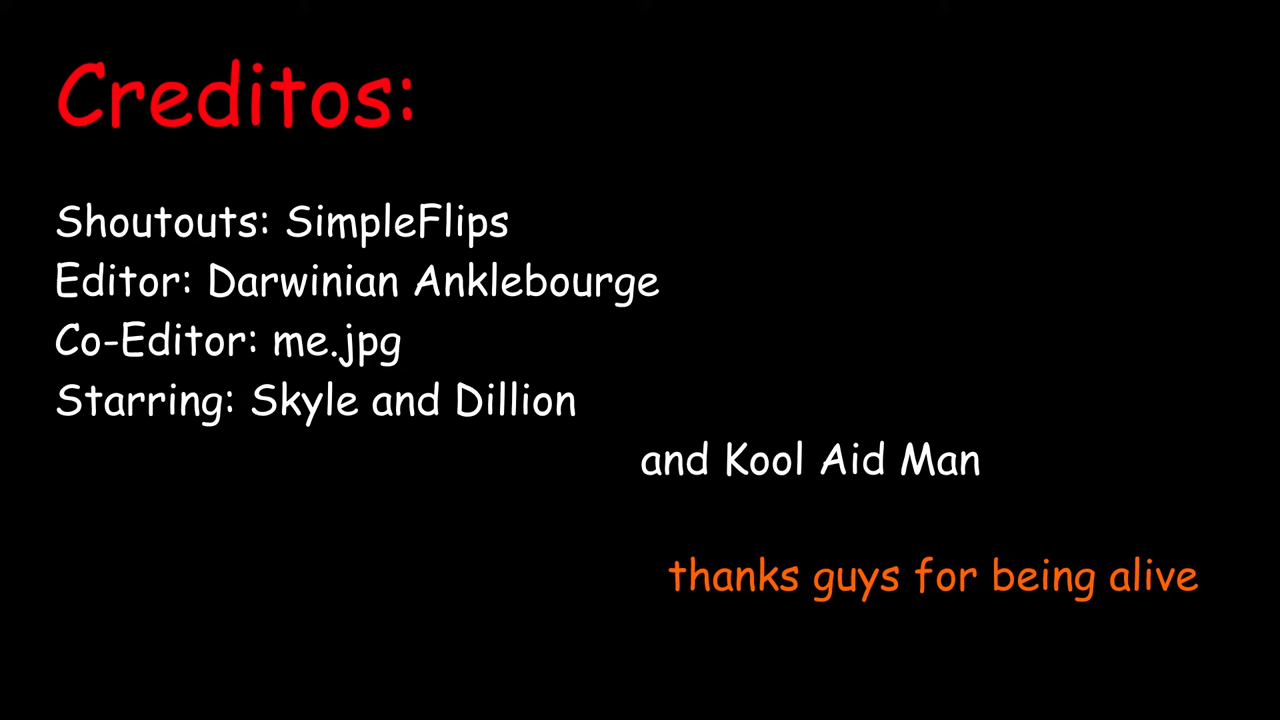 Creditos:
Shoutouts: SimpleFlips
Editor: Darwinian Anklebourge
Co-Editor: me.jpg
Starring: Skyle and Dillion
and Kool Aid Man
thanks guys for being alive